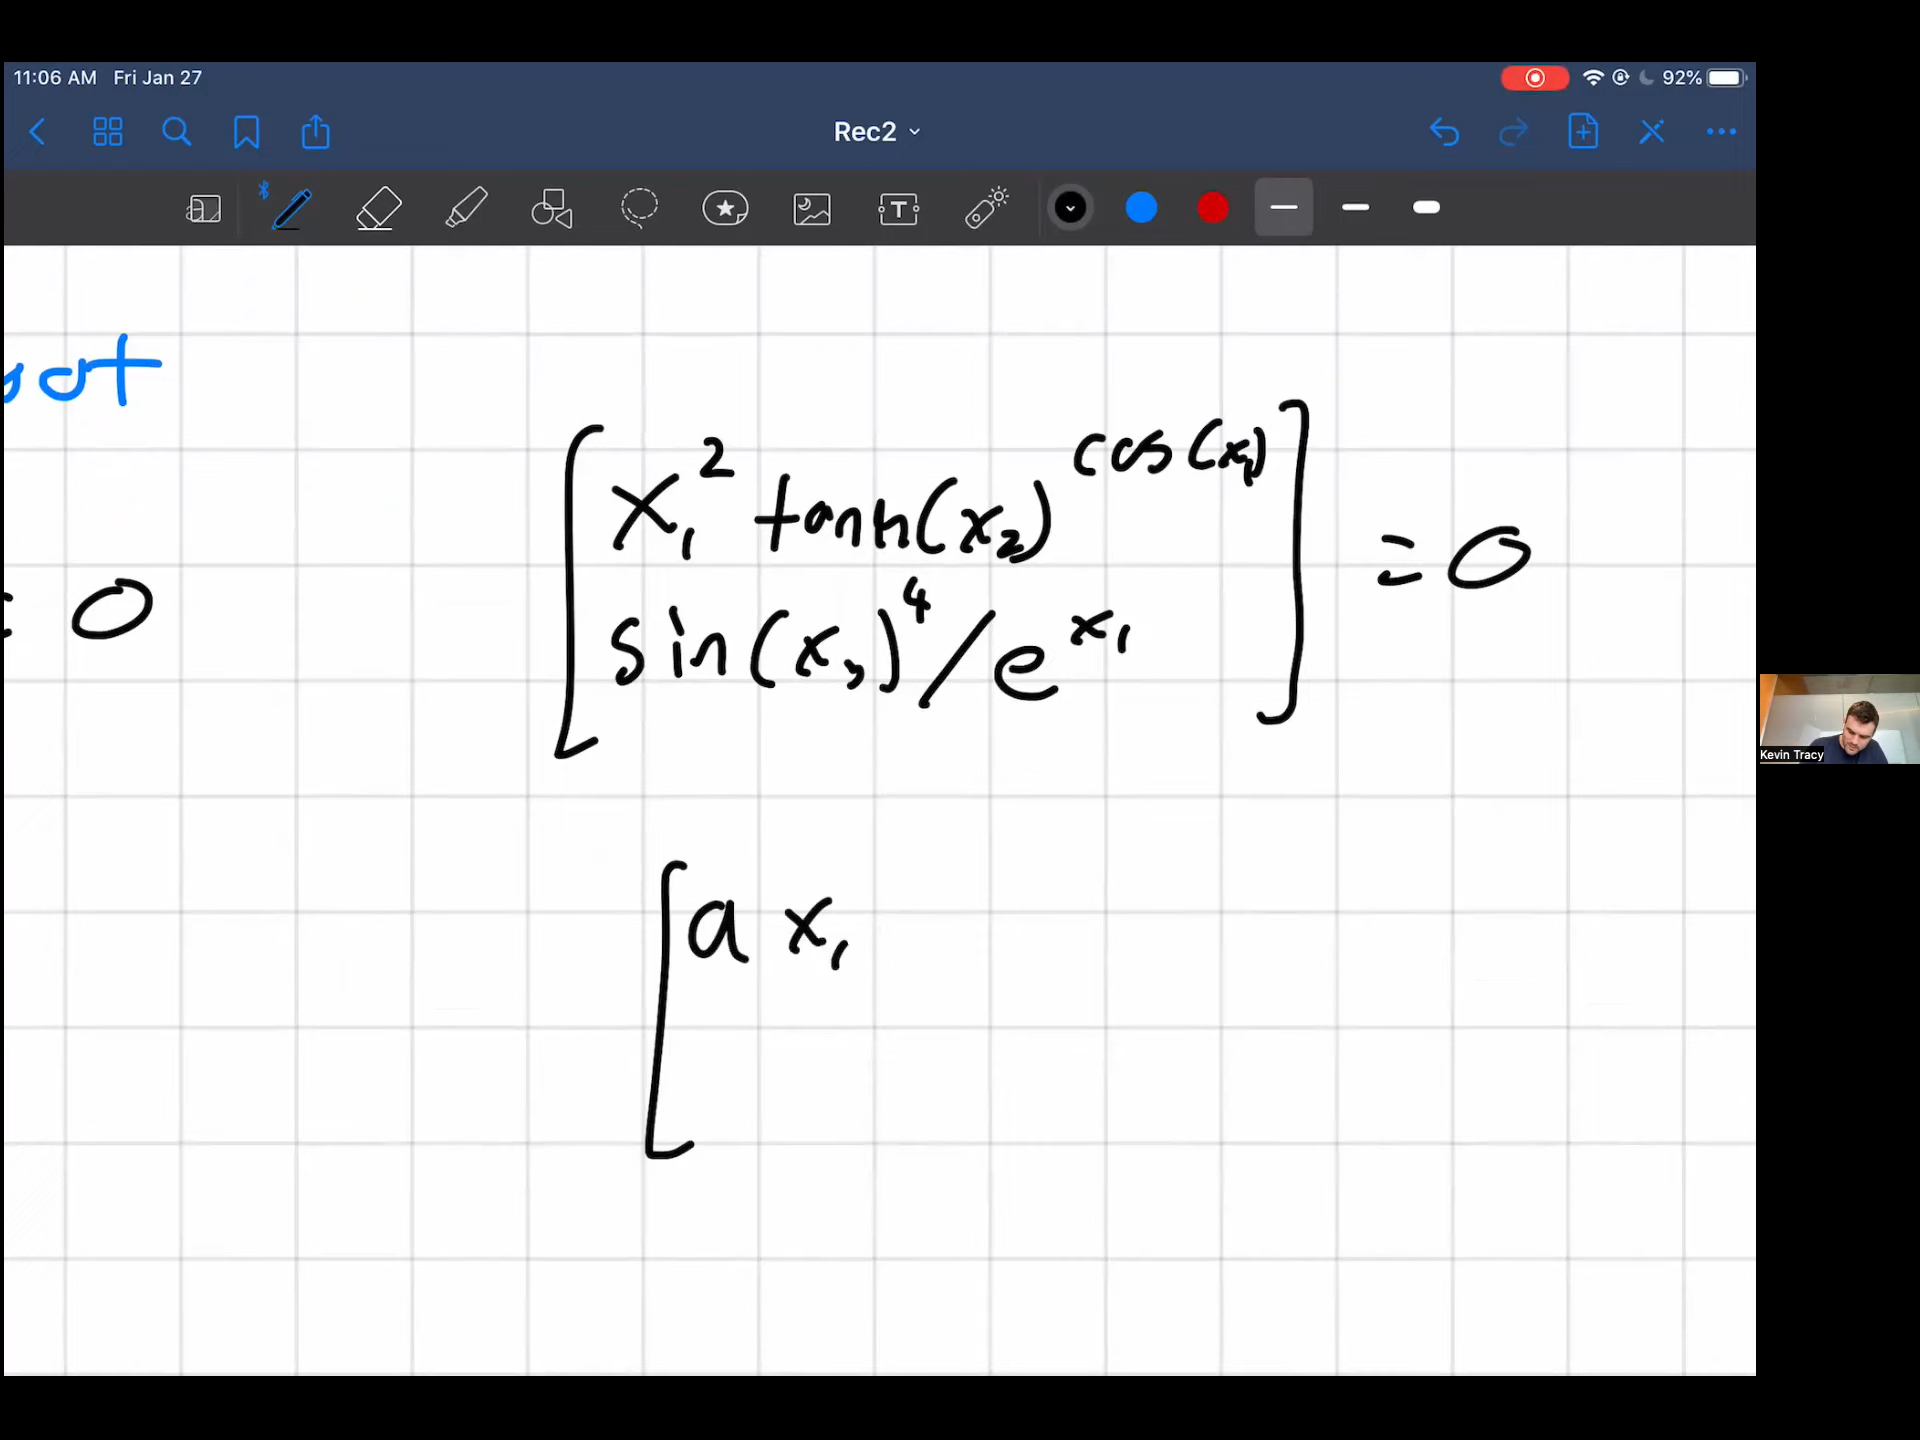 11:06 AM Fri Jan 27 92%
Rec2
T
= 0
x₁² tanh(x₂)^cos(x₁) = 0
sin(x₂)⁴/e^x₁
a x₁
Kevin Tracy